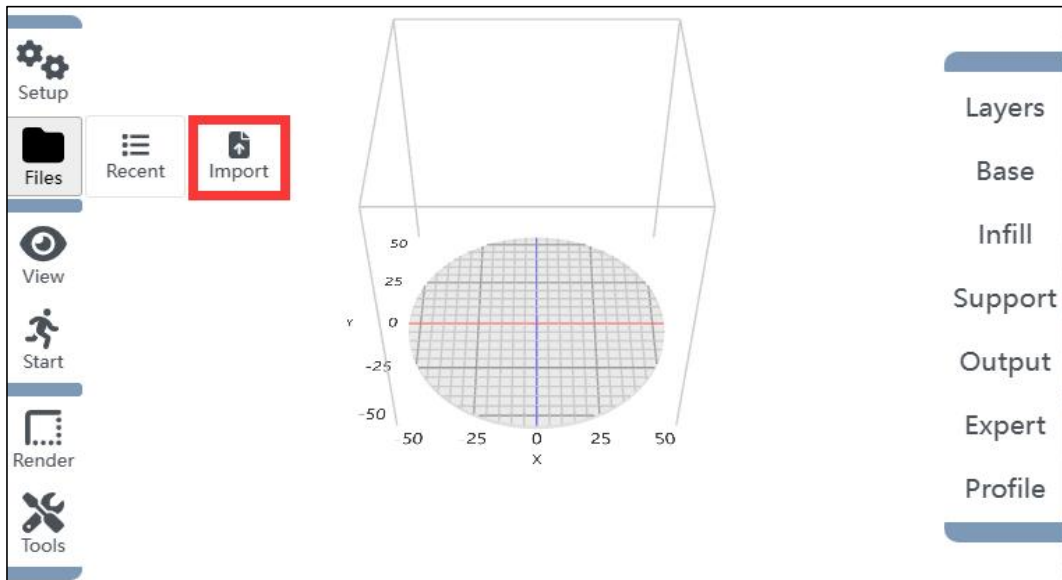 Setup
Files
Recent
Import
View
Start
Render
Tools
50
25
Y 0
-25
-50
50 25 0 25 50
X
Layers
Base
Infill
Support
Output
Expert
Profile